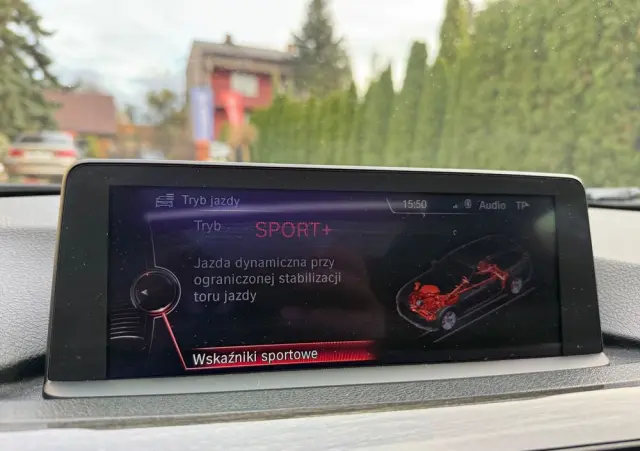 Tryb jazdy
15:50
Audio
TP
Tryb SPORT+
Jazda dynamiczna przy
ograniczonej stabilizacji
toru jazdy
Wskaźniki sportowe